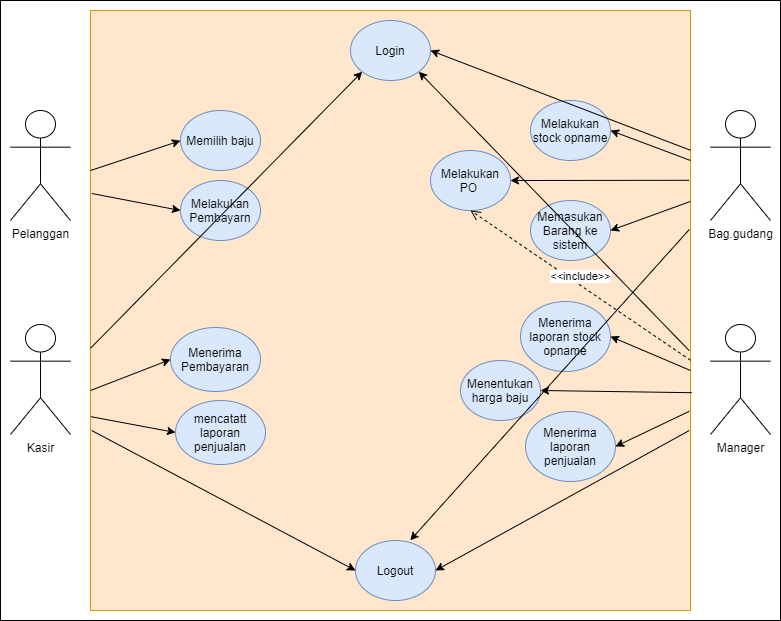 Login
Memilih baju
Melakukan
stock opname
Melakukan
PO
Melakukan
Pembayarn
Memasukan
Barang ke
sistem
Pelanggan
Bag.gudang
<<include>>
Menerima
laporan stock
opname
Menerima
Pembayaran
Menentukan
harga baju
mencatatt
laporan
penjualan
Menerima
laporan
penjualan
Kasir
Manager
Logout